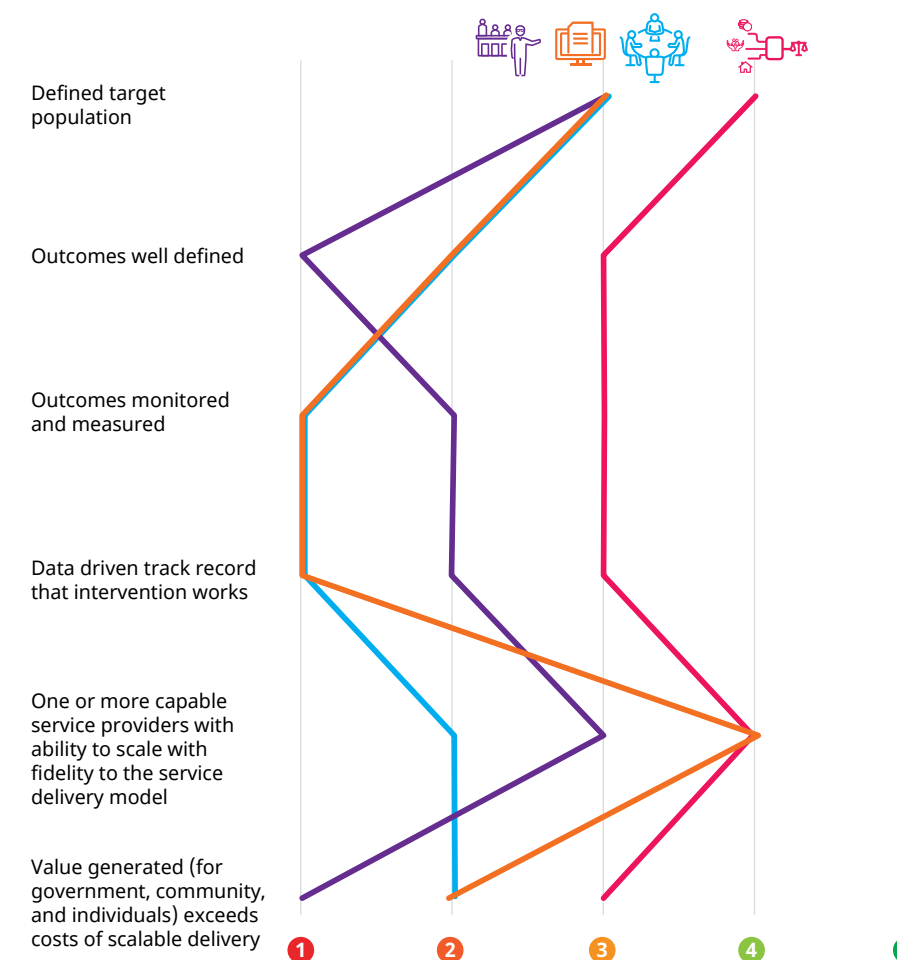 Defined target
population
Outcomes well defined
Outcomes monitored
and measured
Data driven track record
that intervention works
One or more capable
service providers with
ability to scale with
fidelity to the service
delivery model
Value generated (for
government, community,
and individuals) exceeds
costs of scalable delivery
1 2 3 4